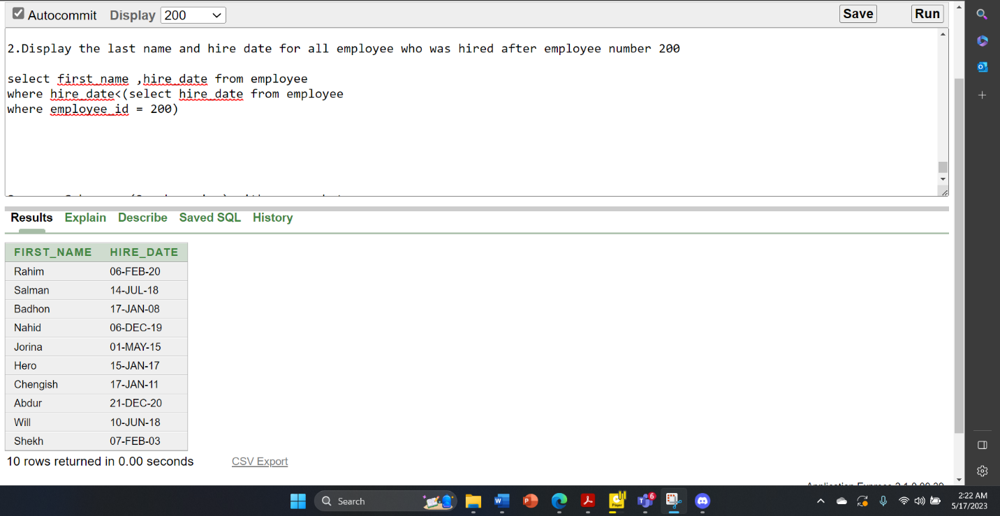 Autocommit Display 200 Save Run
2.Display the last name and hire date for all employee who was hired after employee number 200
select first_name ,hire_date from employee
where hire_date<(select hire_date from employee
where employee_id = 200)
Results Explain Describe Saved SQL History
FIRST_NAME HIRE_DATE
Rahim 06-FEB-20
Salman 14-JUL-18
Badhon 17-JAN-08
Nahid 06-DEC-19
Jorina 01-MAY-15
Hero 15-JAN-17
Chengish 17-JAN-11
Abdur 21-DEC-20
Will 10-JUN-18
Shekh 07-FEB-03
10 rows returned in 0.00 seconds CSV Export
Search
6
2:22 AM
5/17/2023